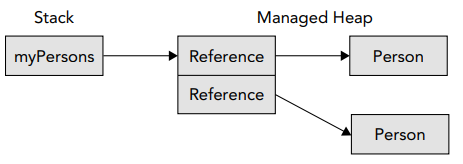 Stack
Managed Heap
myPersons
Reference
Person
Reference
Person